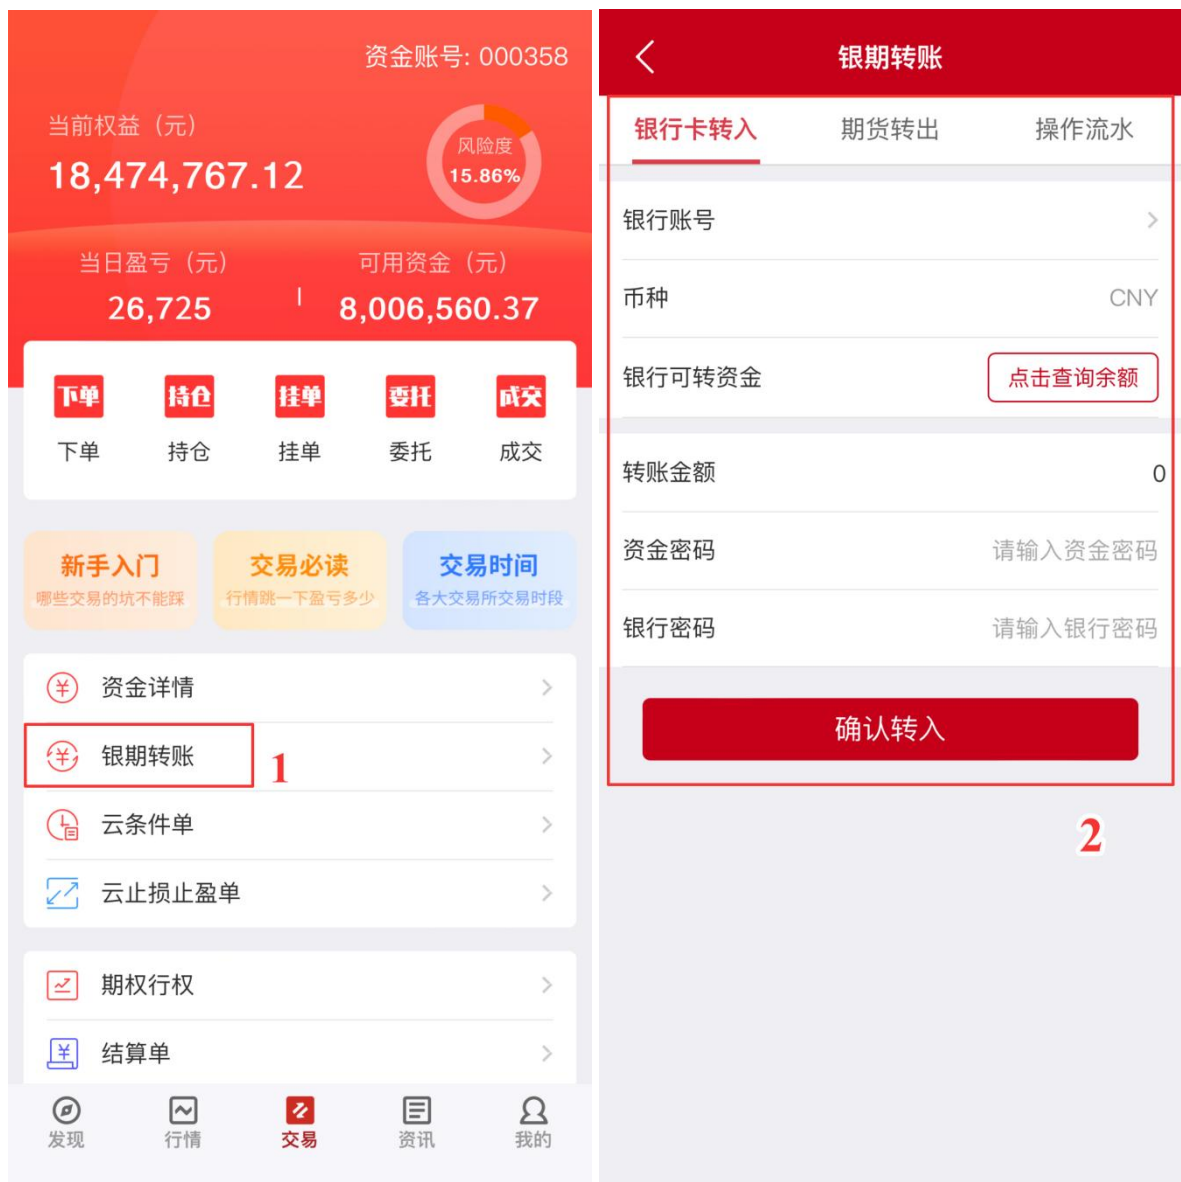 资金账号: 000358
当前权益（元）
18,474,767.12
风险度
15.86%
当日盈亏（元）
26,725
可用资金（元）
8,006,560.37
下单 持仓 挂单 委托 成交
下单 持仓 挂单 委托 成交
新手入门 交易必读 交易时间
哪些交易的坑不能踩 行情跳一下盈亏多少 各大交易所交易时段
资金详情
银期转账
1
云条件单
云止损止盈单
期权行权
结算单
发现 行情 交易 资讯 我的
银期转账
银行卡转入 期货转出 操作流水
银行账号
币种 CNY
银行可转资金 点击查询余额
转账金额 0
资金密码 请输入资金密码
银行密码 请输入银行密码
确认转入
2